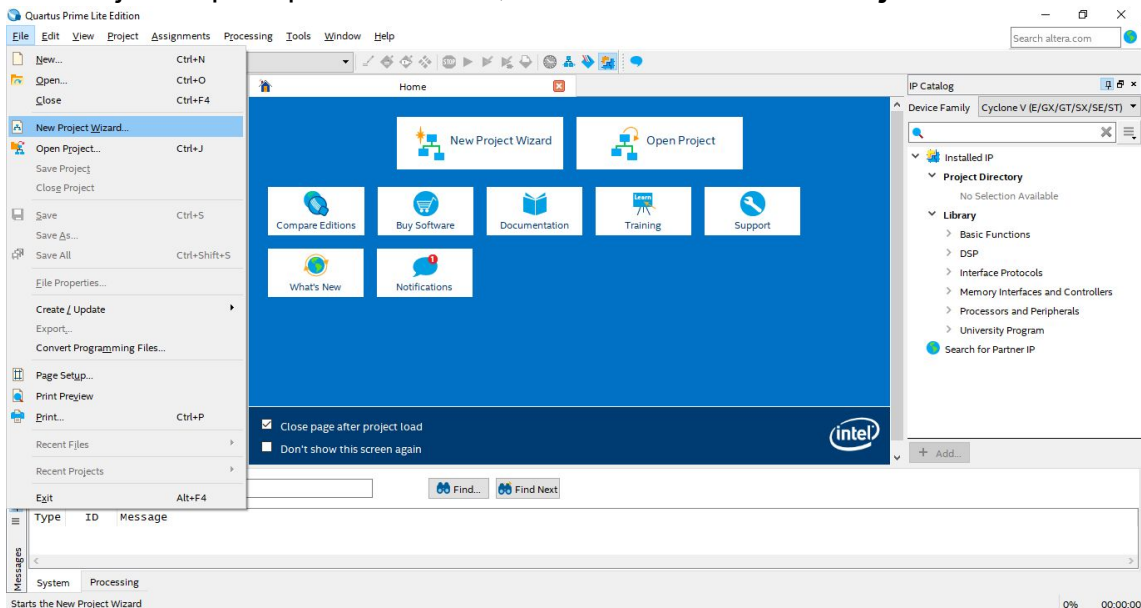 Quartus Prime Lite Edition
File Edit View Project Assignments Processing Tools Window Help
Search altera.com
New... Ctrl+N
Open... Ctrl+O
Close Ctrl+F4
New Project Wizard...
Open Project... Ctrl+J
Save Project
Close Project
Save Ctrl+S
Save As...
Save All Ctrl+Shift+S
File Properties...
Create / Update
Export...
Convert Programming Files...
Page Setup...
Print Preview
Print... Ctrl+P
Recent Files
Recent Projects
Exit Alt+F4
Home
New Project Wizard
Open Project
Compare Editions
Buy Software
Documentation
Learn
Training
Support
What's New
1
Notifications
Close page after project load
Don't show this screen again
intel
IP Catalog
Device Family Cyclone V (E/GX/GT/SX/SE/ST)
Installed IP
Project Directory
No Selection Available
Library
Basic Functions
DSP
Interface Protocols
Memory Interfaces and Controllers
Processors and Peripherals
University Program
Search for Partner IP
+ Add...
Find... Find Next
Type ID Message
Messages
System Processing
Starts the New Project Wizard
0% 00:00:00